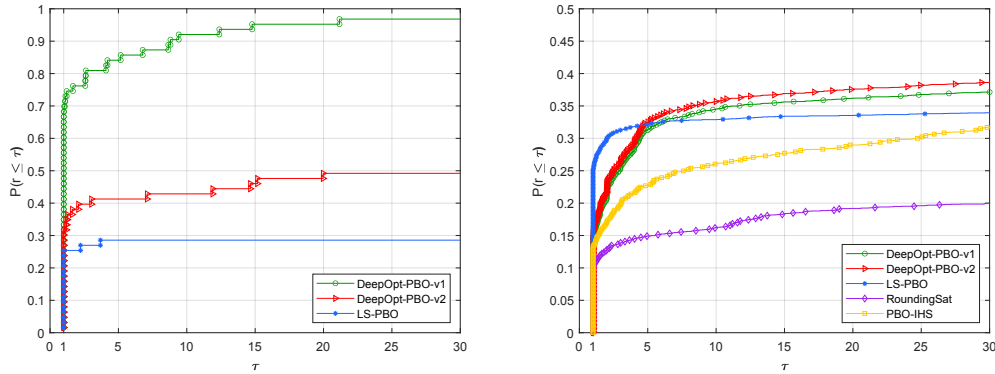 1
0.9
0.8
0.7
0.6
0.5
0.4
0.3
0.2
0.1
0
0 1 5 10 15 20 25 30
P(r ≤ τ)
τ
DeepOpt-PBO-v1
DeepOpt-PBO-v2
LS-PBO
0.5
0.45
0.4
0.35
0.3
0.25
0.2
0.15
0.1
0.05
0
0 1 5 10 15 20 25 30
P(r ≤ τ)
τ
DeepOpt-PBO-v1
DeepOpt-PBO-v2
LS-PBO
RoundingSat
PBO-IHS